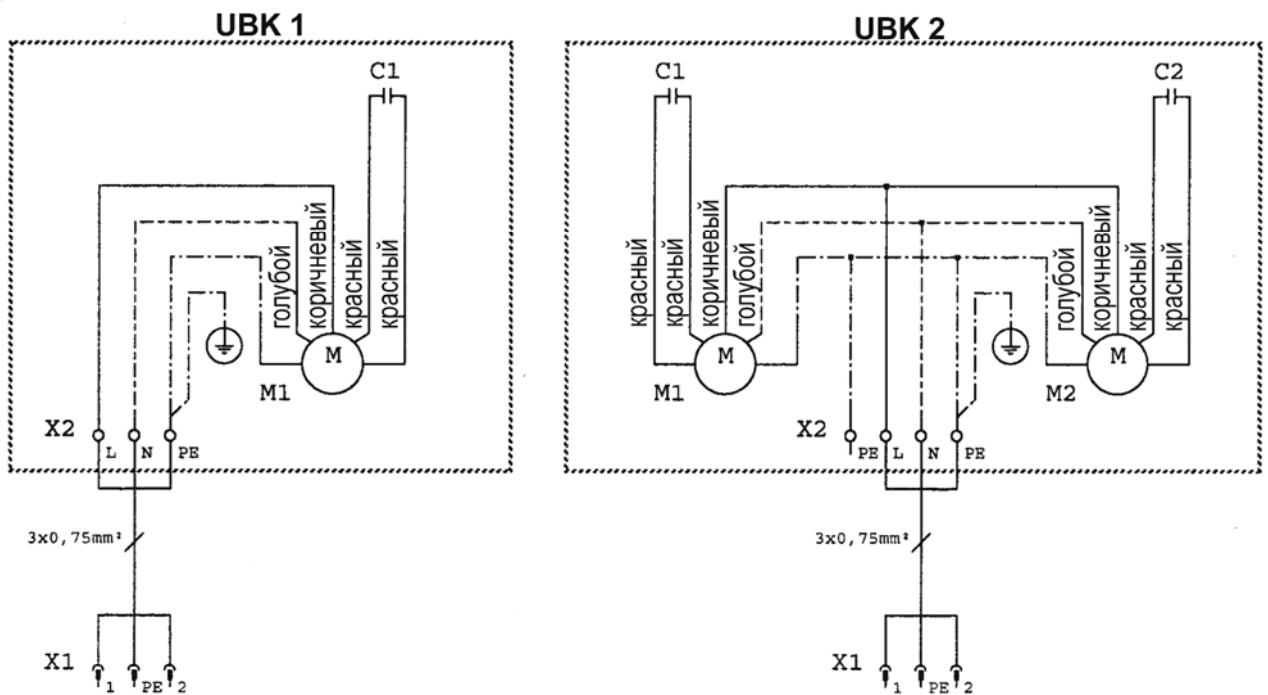 UBK 1
C1
голубой
коричневый
красный
красный
M
M1
X2
L
N
PE
3x0,75mm²
X1
1
PE
2
UBK 2
C1
C2
красный
красный
коричневый
голубой
голубой
коричневый
красный
красный
M
M
M1
M2
X2
PE
L
N
PE
3x0,75mm²
X1
1
PE
2